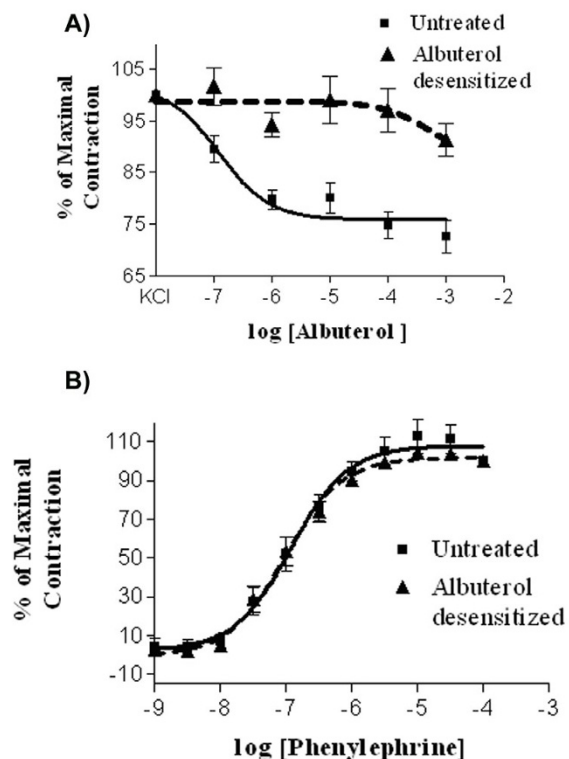 A)
Untreated
Albuterol
desensitized
% of Maximal
Contraction
105
95
85
75
65
KCl -7 -6 -5 -4 -3 -2
log [Albuterol ]
B)
% of Maximal
Contraction
110
90
70
50
30
10
-10
Untreated
Albuterol
desensitized
-9 -8 -7 -6 -5 -4 -3
log [Phenylephrine]